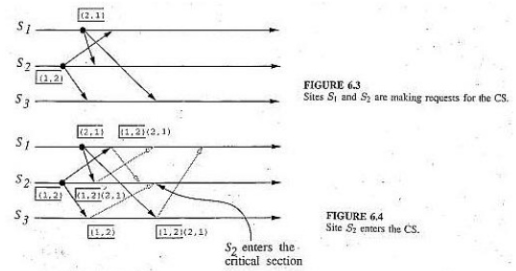 (2,1)
S1
S2
(1,2)
S3
FIGURE 6.3
Sites S1 and S2 are making requests for the CS.
S1
(2,1) (1,2)(2,1)
S2
(1,2) (1,2)(2,1)
S3
(1,2) (1,2)(2,1)
FIGURE 6.4
Site S2 enters the CS.
S2 enters the
critical section